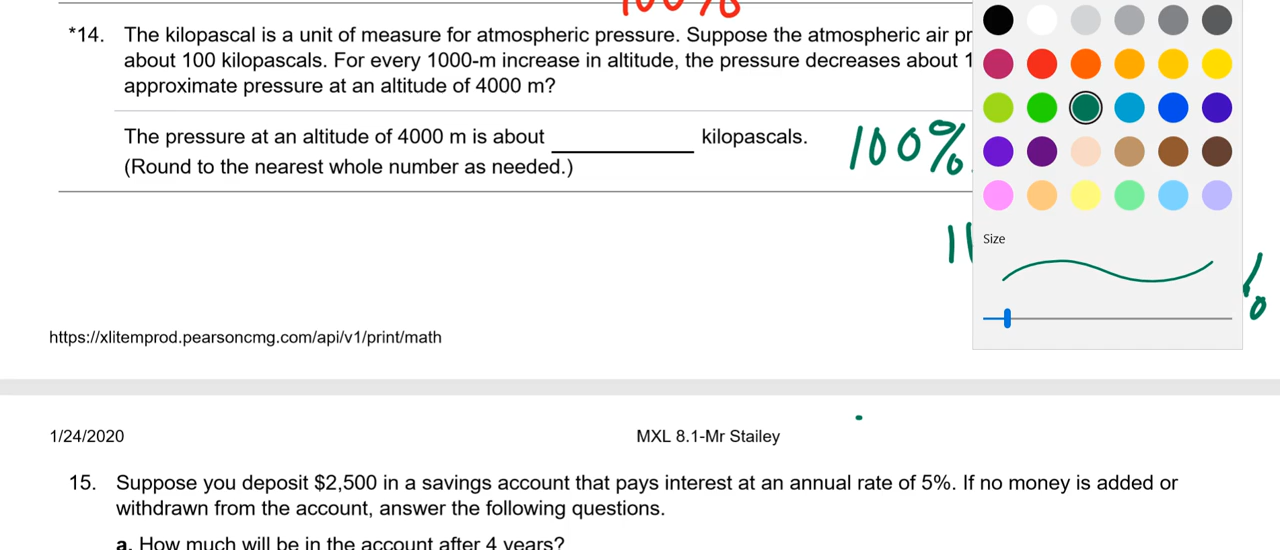 100%
*14. The kilopascal is a unit of measure for atmospheric pressure. Suppose the atmospheric air
about 100 kilopascals. For every 1000-m increase in altitude, the pressure decreases about
approximate pressure at an altitude of 4000 m?
The pressure at an altitude of 4000 m is about ________ kilopascals. 100%
(Round to the nearest whole number as needed.)
Size
https://xlitemprod.pearsoncmg.com/api/v1/print/math
1/24/2020 MXL 8.1-Mr Stailey
15. Suppose you deposit $2,500 in a savings account that pays interest at an annual rate of 5%. If no money is added or
withdrawn from the account, answer the following questions.
a. How much will be in the account after 4 years?